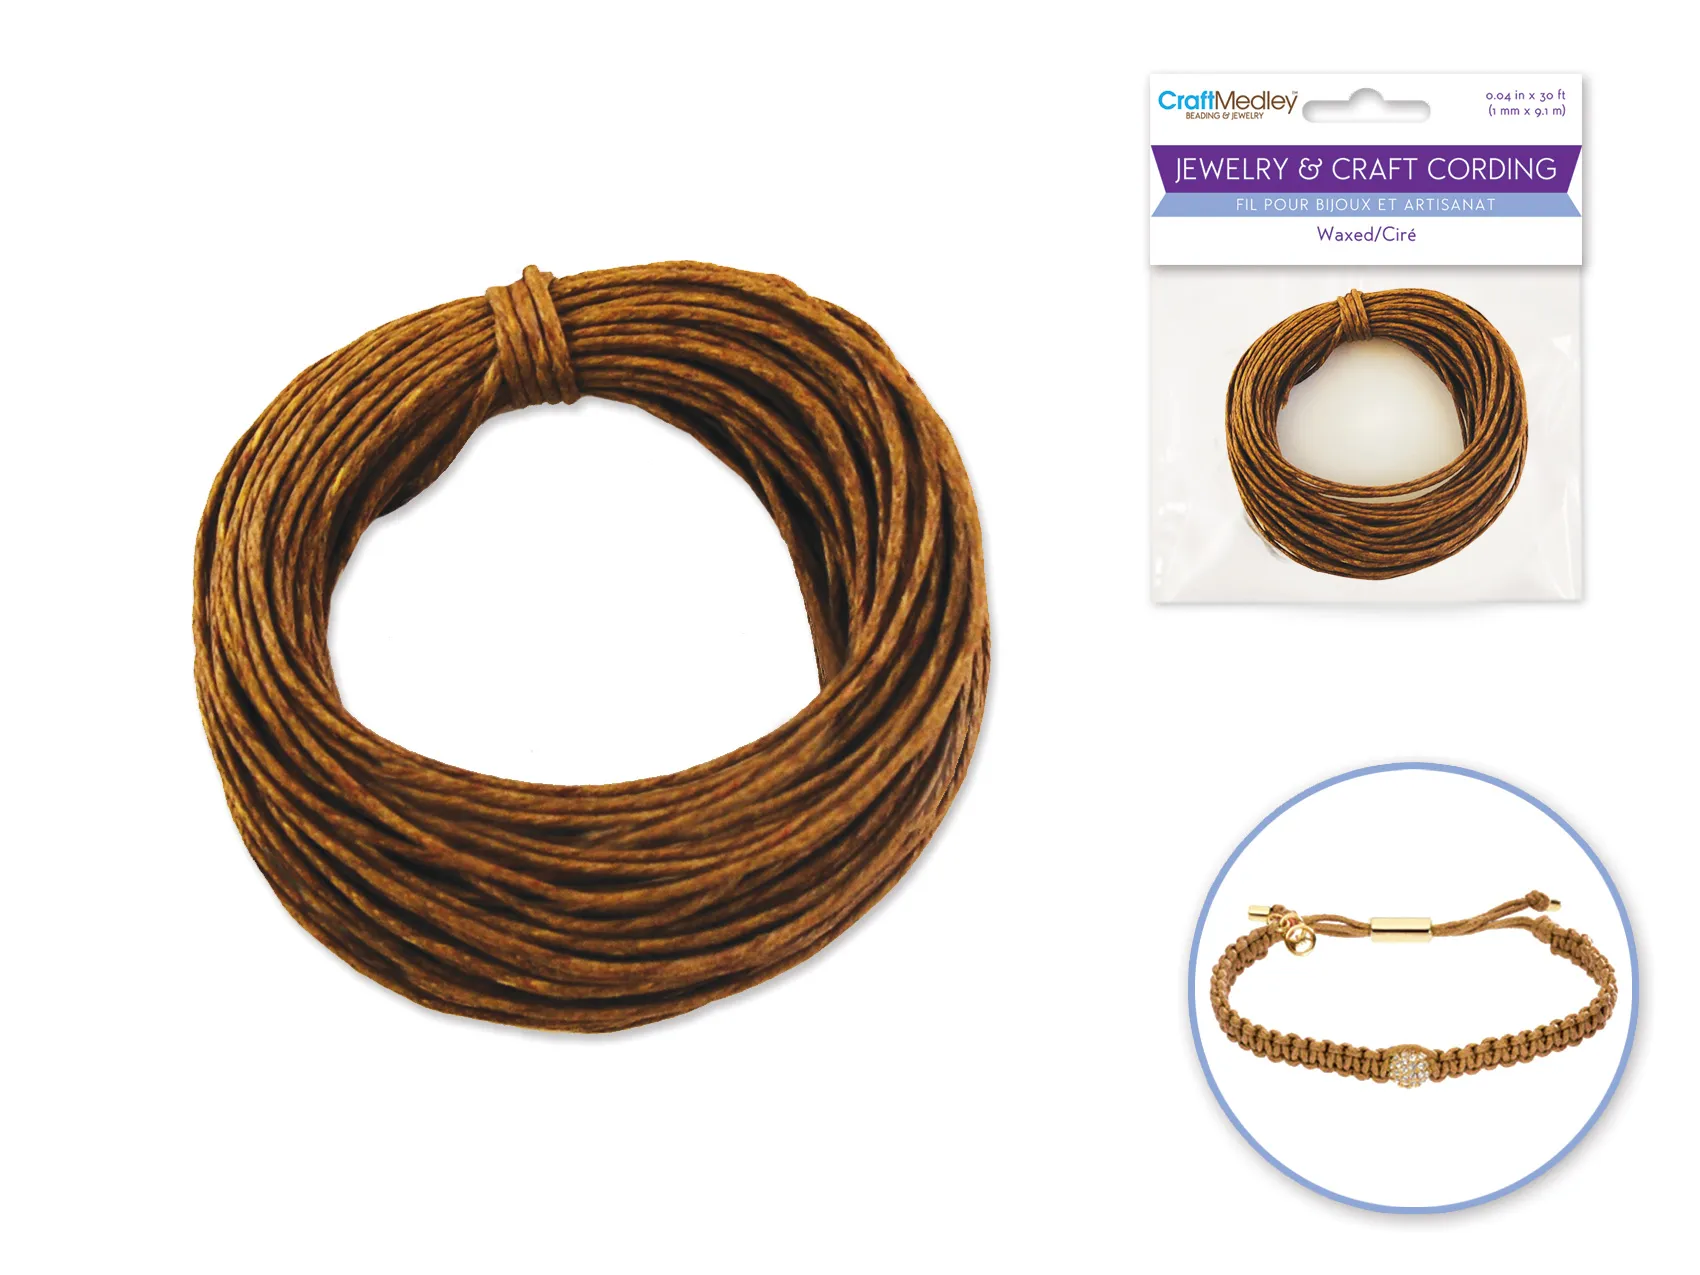 CraftMedley™
BEADING & JEWELRY
0.04 in x 30 ft
(1 mm x 9.1 m)
JEWELRY & CRAFT CORDING
FIL POUR BIJOUX ET ARTISANAT
Waxed/Ciré